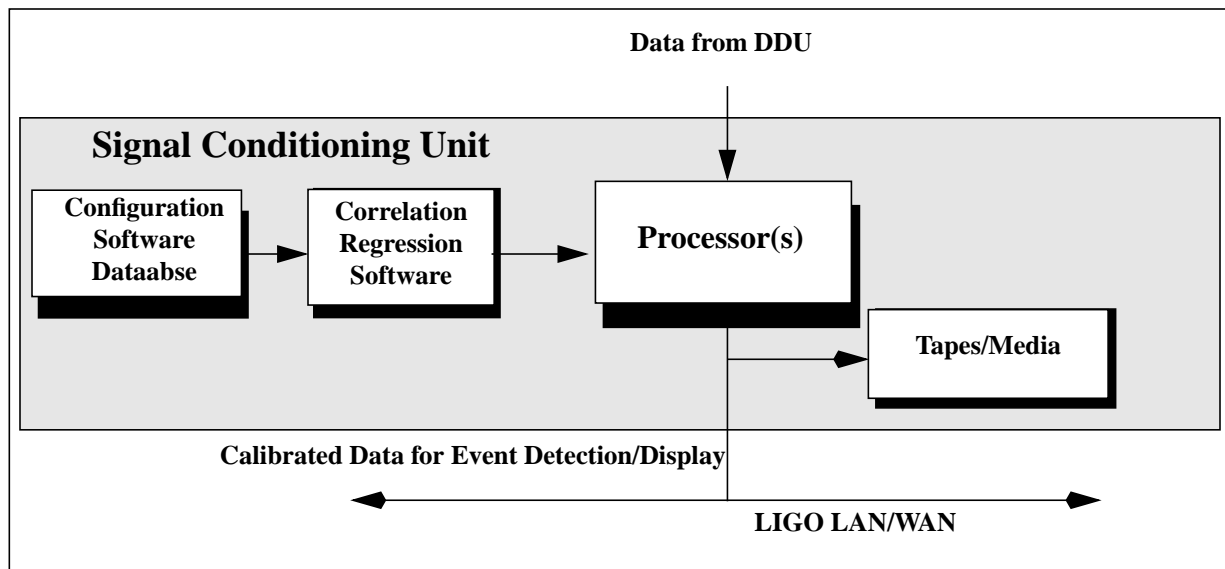 Data from DDU
Signal Conditioning Unit
Configuration
Software
Dataabse
Correlation
Regression
Software
Processor(s)
Tapes/Media
Calibrated Data for Event Detection/Display
LIGO LAN/WAN